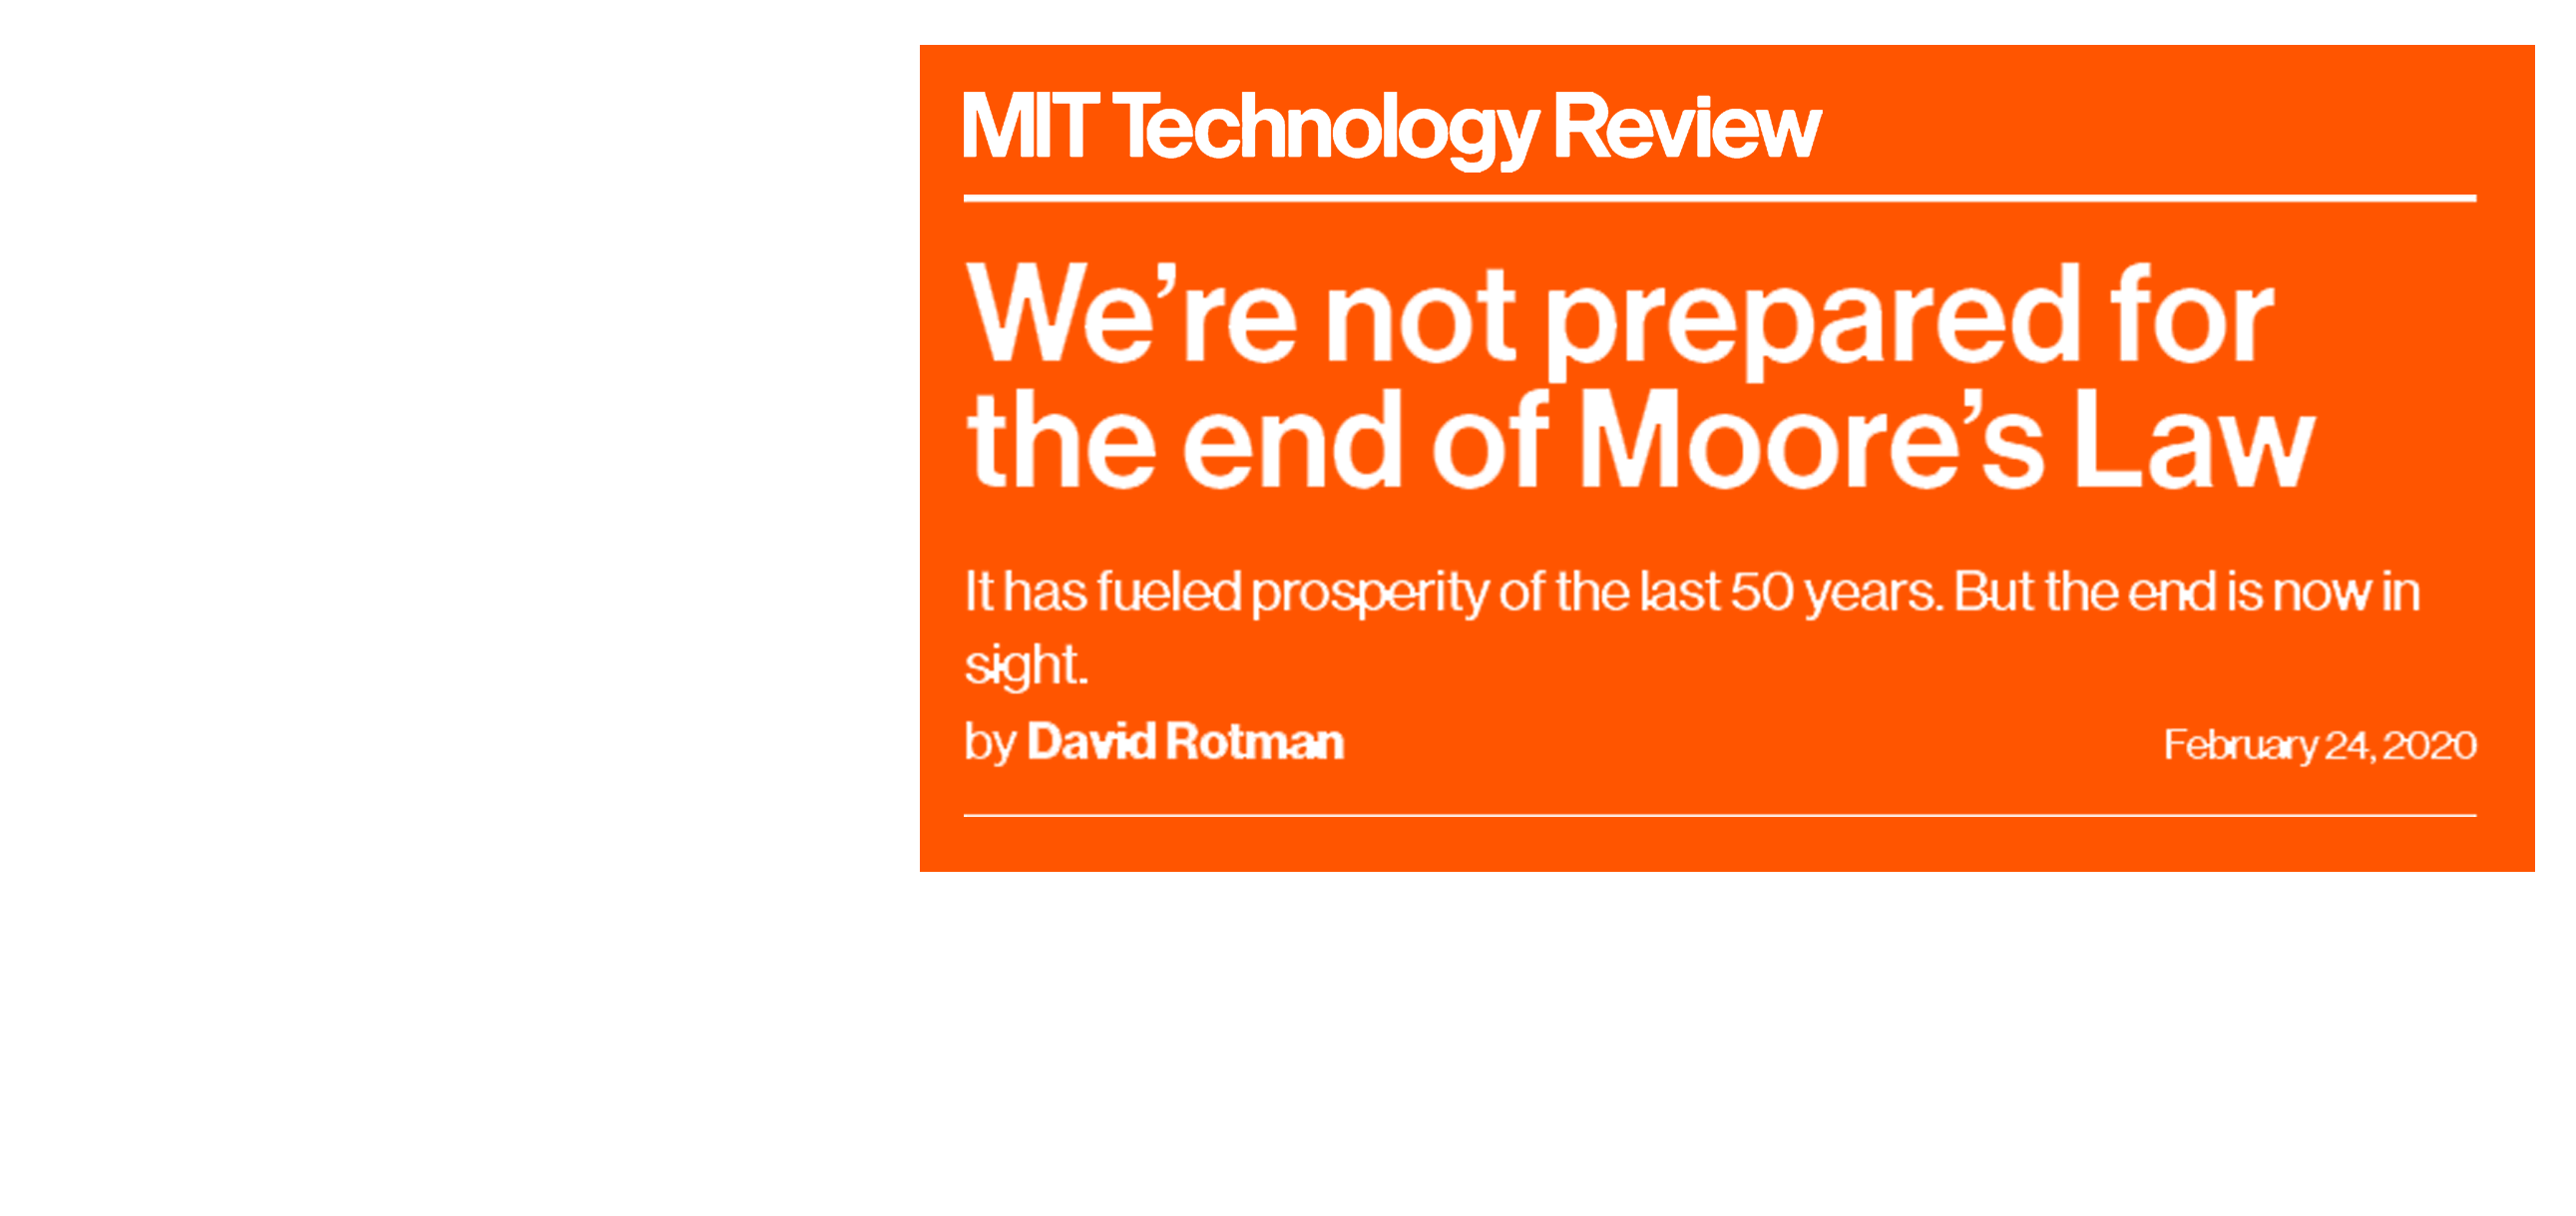 MIT Technology Review
We’re not prepared for
the end of Moore’s Law
It has fueled prosperity of the last 50 years. But the end is now in
sight.
by David Rotman
February 24, 2020